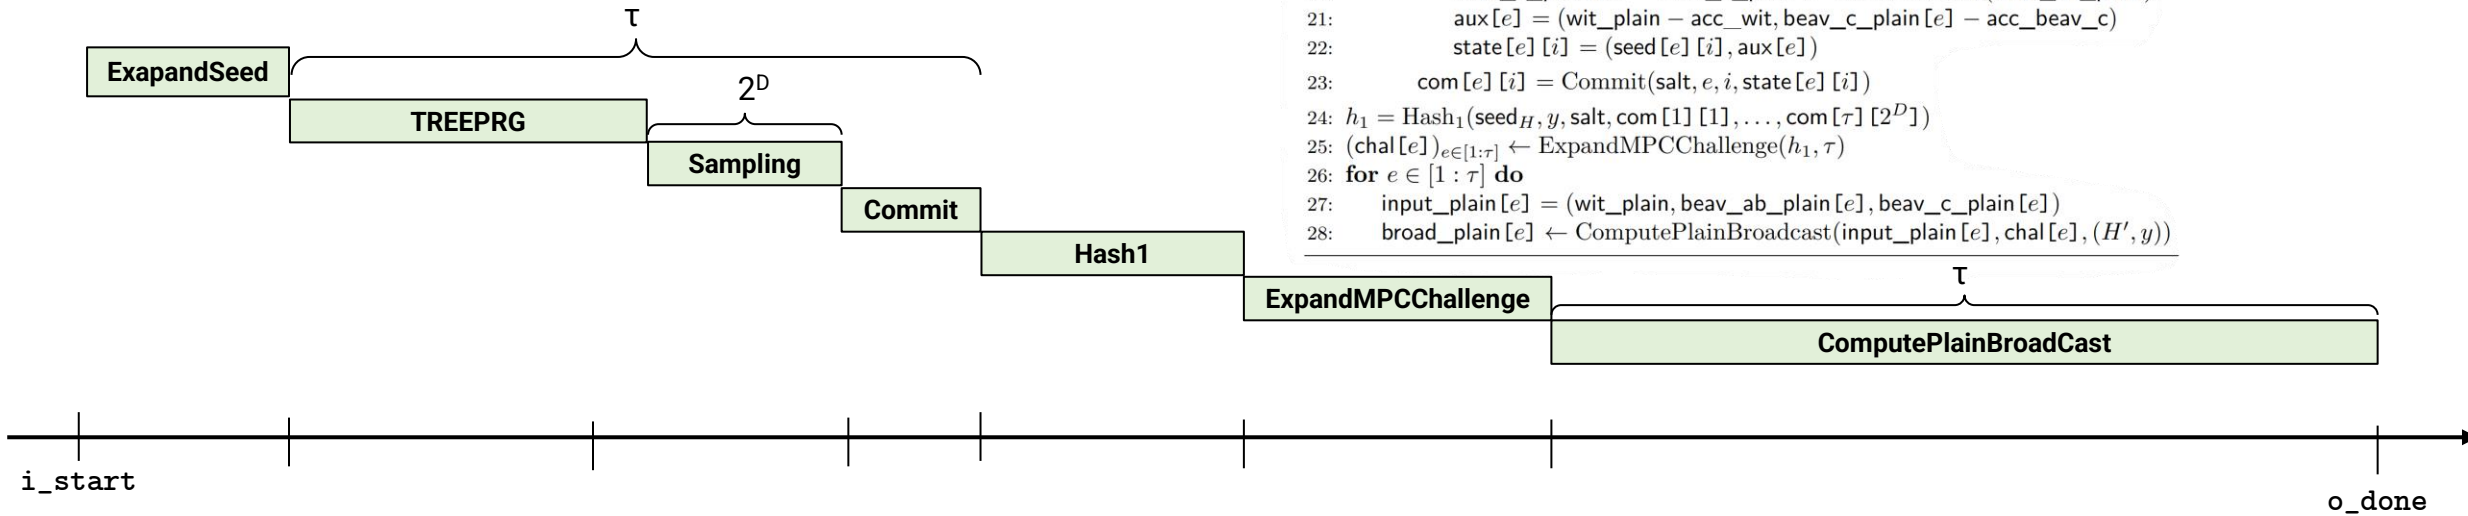 τ
ExapandSeed
2ᴰ
TREEPRG
Sampling
Commit
Hash1
ExpandMPCChallenge
τ
ComputePlainBroadCast
i_start
o_done
21: aux[e] = (wit_plain − acc_wit, beav_c_plain[e] − acc_beav_c)
22: state[e][i] = (seed[e][i], aux[e])
23: com[e][i] = Commit(salt, e, i, state[e][i])
24: h₁ = Hash₁(seed_H, y, salt, com[1][1], . . . , com[τ][2ᴰ])
25: (chal[e])_{e∈[1:τ]} ← ExpandMPCChallenge(h₁, τ)
26: for e ∈ [1 : τ] do
27: input_plain[e] = (wit_plain, beav_ab_plain[e], beav_c_plain[e])
28: broad_plain[e] ← ComputePlainBroadcast(input_plain[e], chal[e], (H′, y))